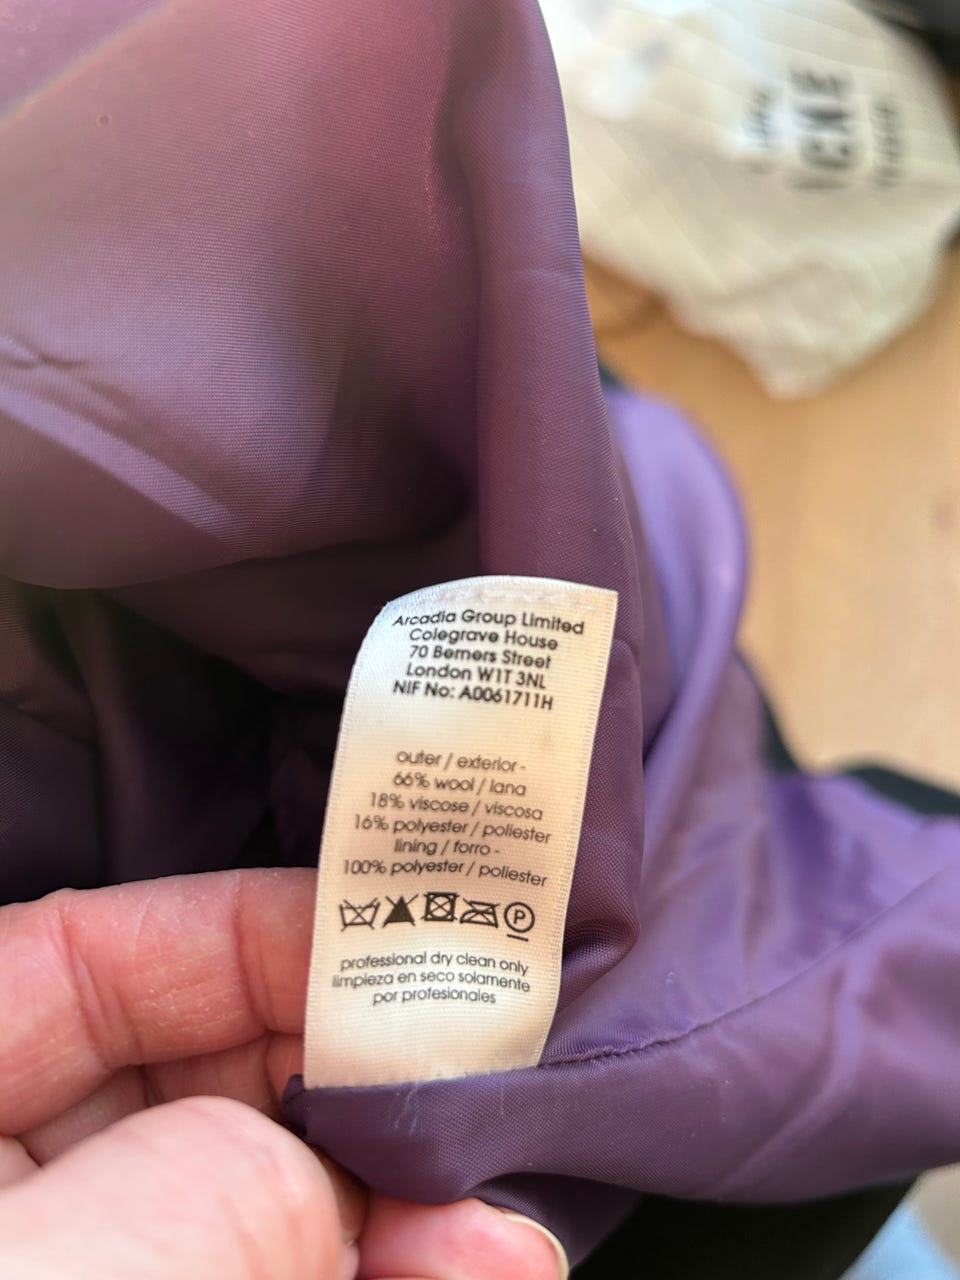 Arcadia Group Limited
Colegrave House
70 Berners Street
London W1T 3NL
NIF No: A0061711H
outer / exterior -
66% wool / lana
18% viscose / viscosa
16% polyester / poliester
lining / forro -
100% polyester / poliester
P
professional dry clean only
limpieza en seco solamente
por profesionales